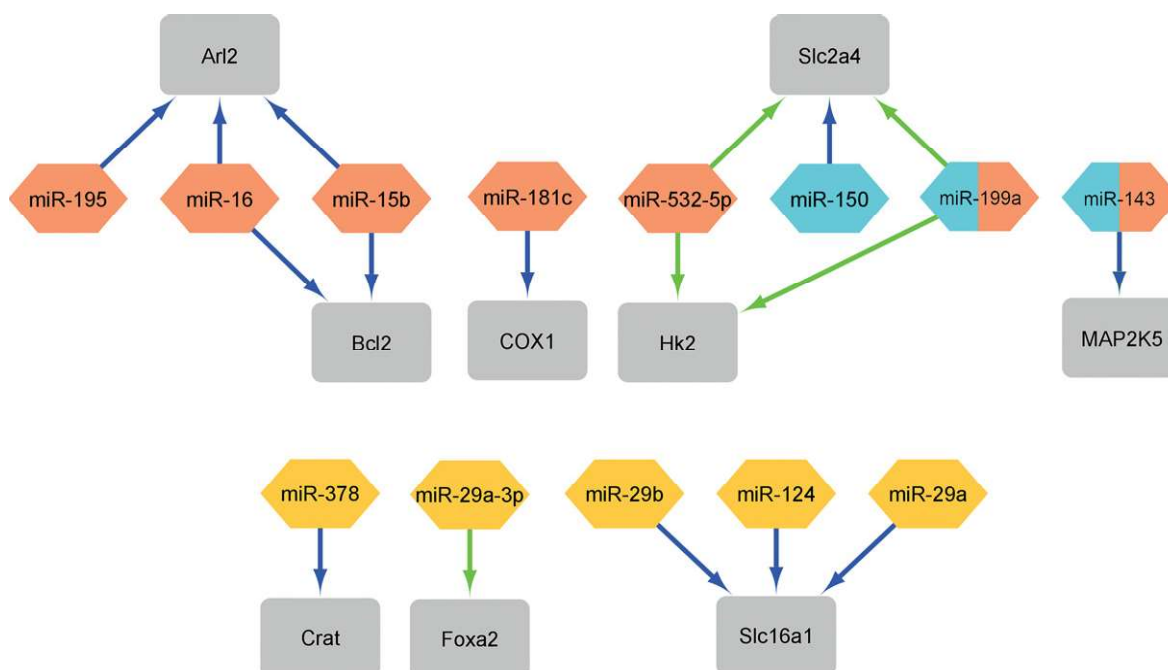 Arl2
Slc2a4
miR-195
miR-16
miR-15b
miR-181c
miR-532-5p
miR-150
miR-199a
miR-143
Bcl2
COX1
Hk2
MAP2K5
miR-378
miR-29a-3p
miR-29b
miR-124
miR-29a
Crat
Foxa2
Slc16a1